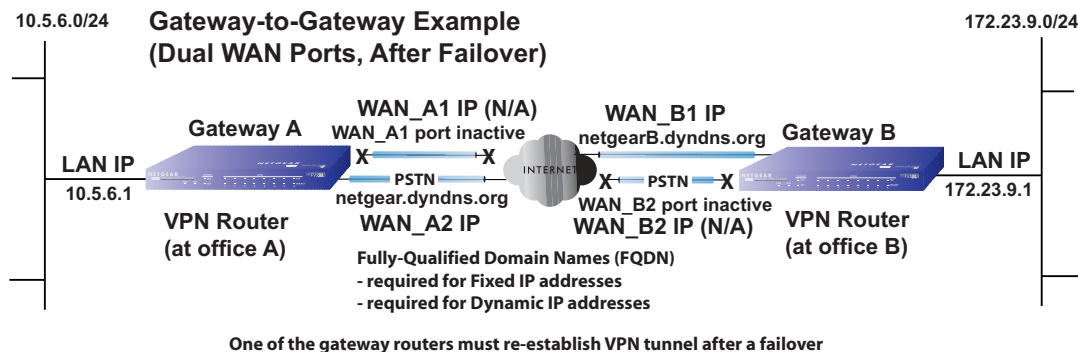 10.5.6.0/24
Gateway-to-Gateway Example
(Dual WAN Ports, After Failover)
172.23.9.0/24
WAN_A1 IP (N/A)
WAN_A1 port inactive
WAN_B1 IP
netgearB.dyndns.org
Gateway A
Gateway B
X
X
LAN IP
10.5.6.1
NETGEAR
NETGEAR
INTERNET
NETGEAR
NETGEAR
LAN IP
172.23.9.1
PSTN
netgear.dyndns.org
WAN_A2 IP
X
PSTN
X
WAN_B2 port inactive
WAN_B2 IP (N/A)
VPN Router
(at office A)
VPN Router
(at office B)
Fully-Qualified Domain Names (FQDN)
- required for Fixed IP addresses
- required for Dynamic IP addresses
One of the gateway routers must re-establish VPN tunnel after a failover